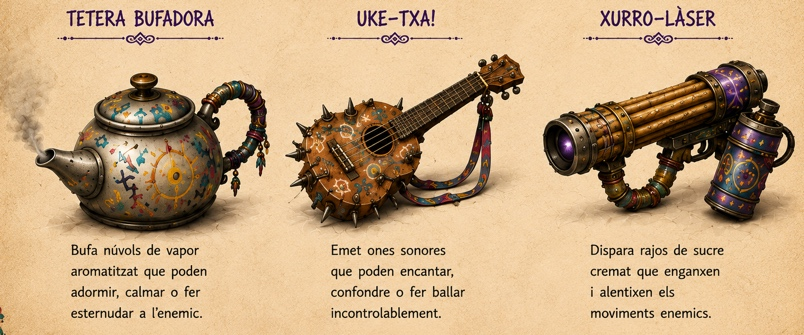 TETERA BUFADORA
UKE-TXA!
XURRO-LÀSER
Bufa núvols de vapor
aromatitzat que poden
adormir, calmar o fer
esternudar a l'enemic.
Emet ones sonores
que poden encantar,
confondre o fer ballar
incontrolablement.
Dispara rajos de sucre
cremat que enganxen
i alentixen els
moviments enemics.